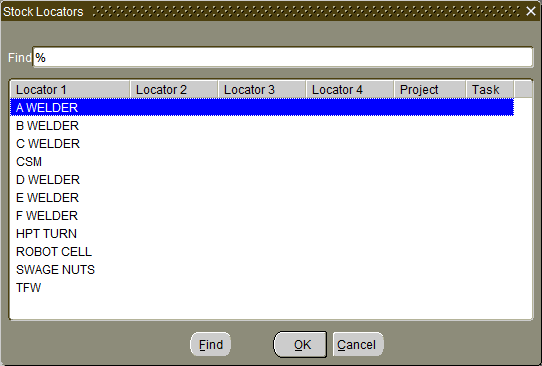 Stock Locators
Find %
Locator 1 Locator 2 Locator 3 Locator 4 Project Task
A WELDER
B WELDER
C WELDER
CSM
D WELDER
E WELDER
F WELDER
HPT TURN
ROBOT CELL
SWAGE NUTS
TFW
Find OK Cancel